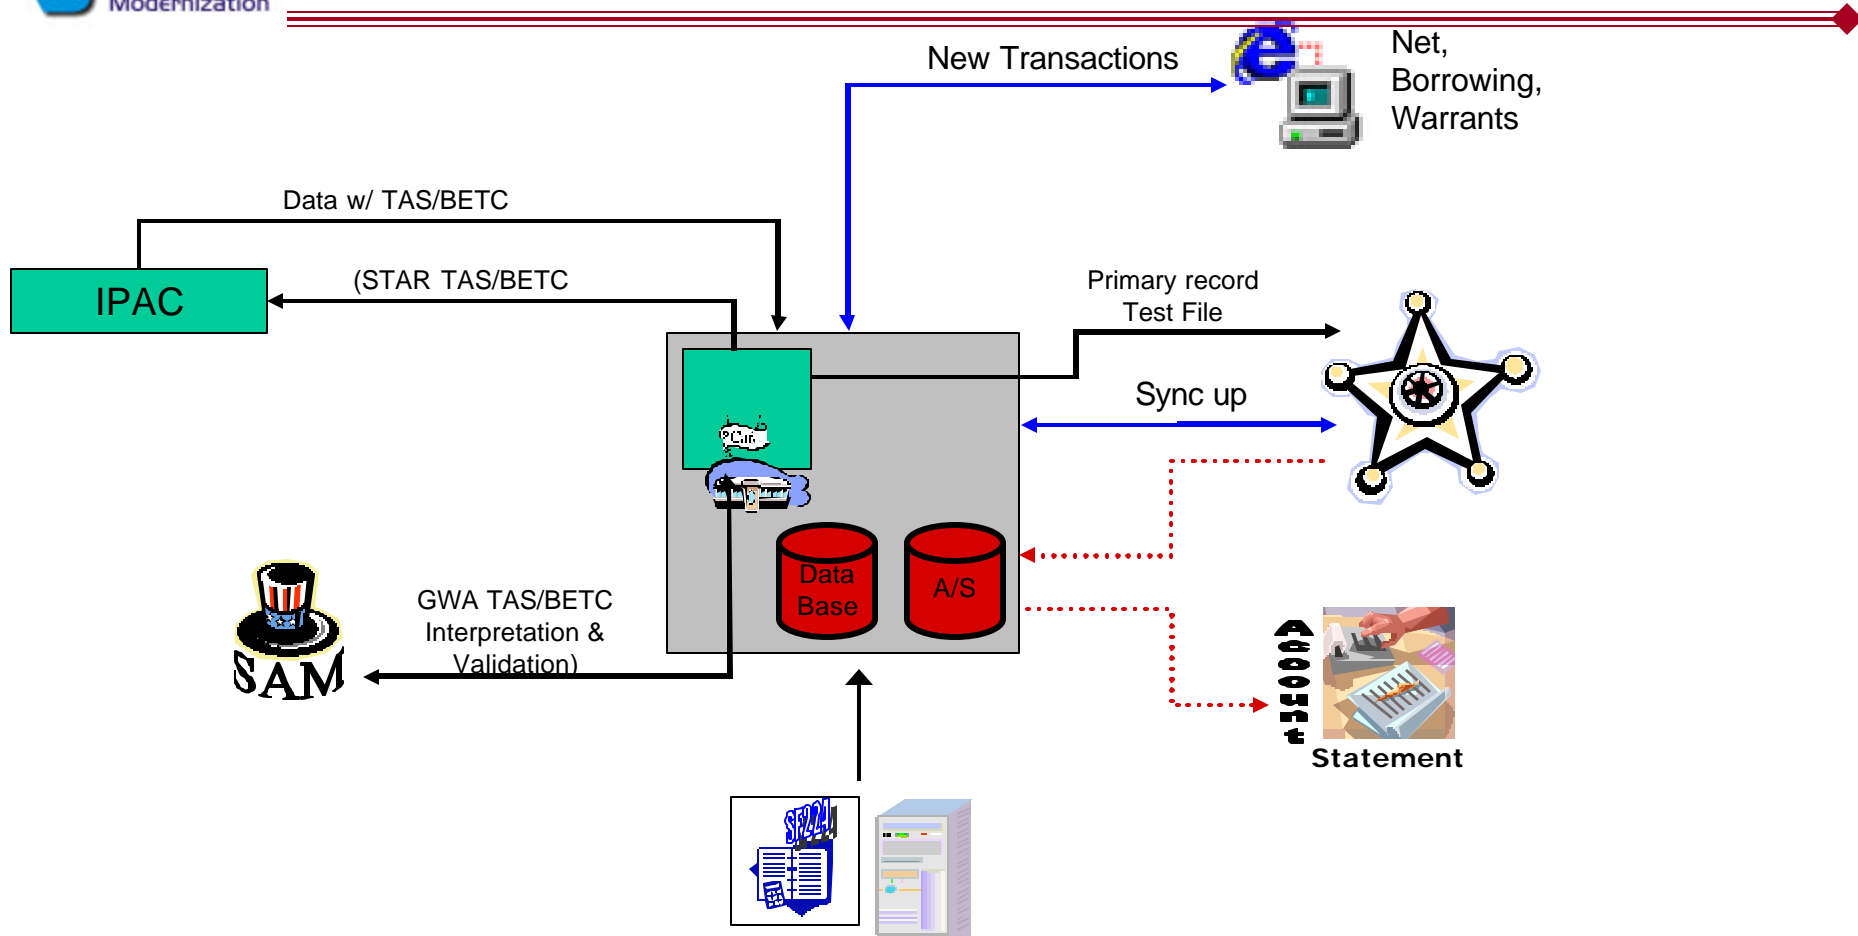 Modernization
New Transactions
Net,
Borrowing,
Warrants
Data w/ TAS/BETC
(STAR TAS/BETC
IPAC
Primary record
Test File
Sync up
Data
Base
A/S
GWA TAS/BETC
Interpretation &
Validation)
SAM
Acount
Statement
SF224